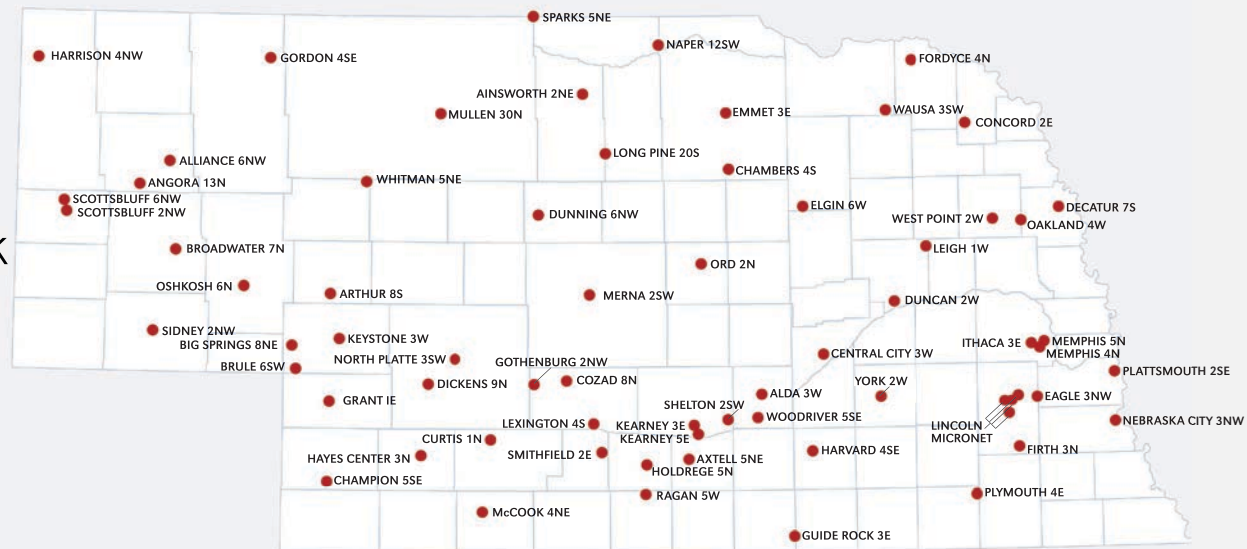 SPARKS 5NE
NAPER 12SW
HARRISON 4NW
GORDON 4SE
FORDYCE 4N
AINSWORTH 2NE
MULLEN 30N
EMMET 3E
WAUSA 3SW
CONCORD 2E
LONG PINE 20S
ALLIANCE 6NW
CHAMBERS 4S
ANGORA 13N
WHITMAN 5NE
SCOTTSBLUFF 6NW
SCOTTSBLUFF 2NW
DUNNING 6NW
ELGIN 6W
DECATUR 7S
WEST POINT 2W
OAKLAND 4W
K
BROADWATER 7N
LEIGH 1W
ORD 2N
OSHKOSH 6N
ARTHUR 8S
MERNA 2SW
DUNCAN 2W
SIDNEY 2NW
BIG SPRINGS 8NE
KEYSTONE 3W
ITHACA 3E
MEMPHIS 5N
MEMPHIS 4N
NORTH PLATTE 3SW
GOTHENBURG 2NW
CENTRAL CITY 3W
BRULE 6SW
PLATTSMOUTH 2SE
DICKENS 9N
COZAD 8N
YORK 2W
GRANT IE
ALDA 3W
EAGLE 3NW
SHELTON 2SW
WOODRIVER 5SE
LEXINGTON 4S
KEARNEY 3E
KEARNEY 5E
LINCOLN
MICRONET
NEBRASKA CITY 3NW
CURTIS 1N
SMITHFIELD 2E
HARVARD 4SE
FIRTH 3N
HAYES CENTER 3N
AXTELL 5NE
HOLDREGE 5N
CHAMPION 5SE
RAGAN 5W
PLYMOUTH 4E
McCOOK 4NE
GUIDE ROCK 3E